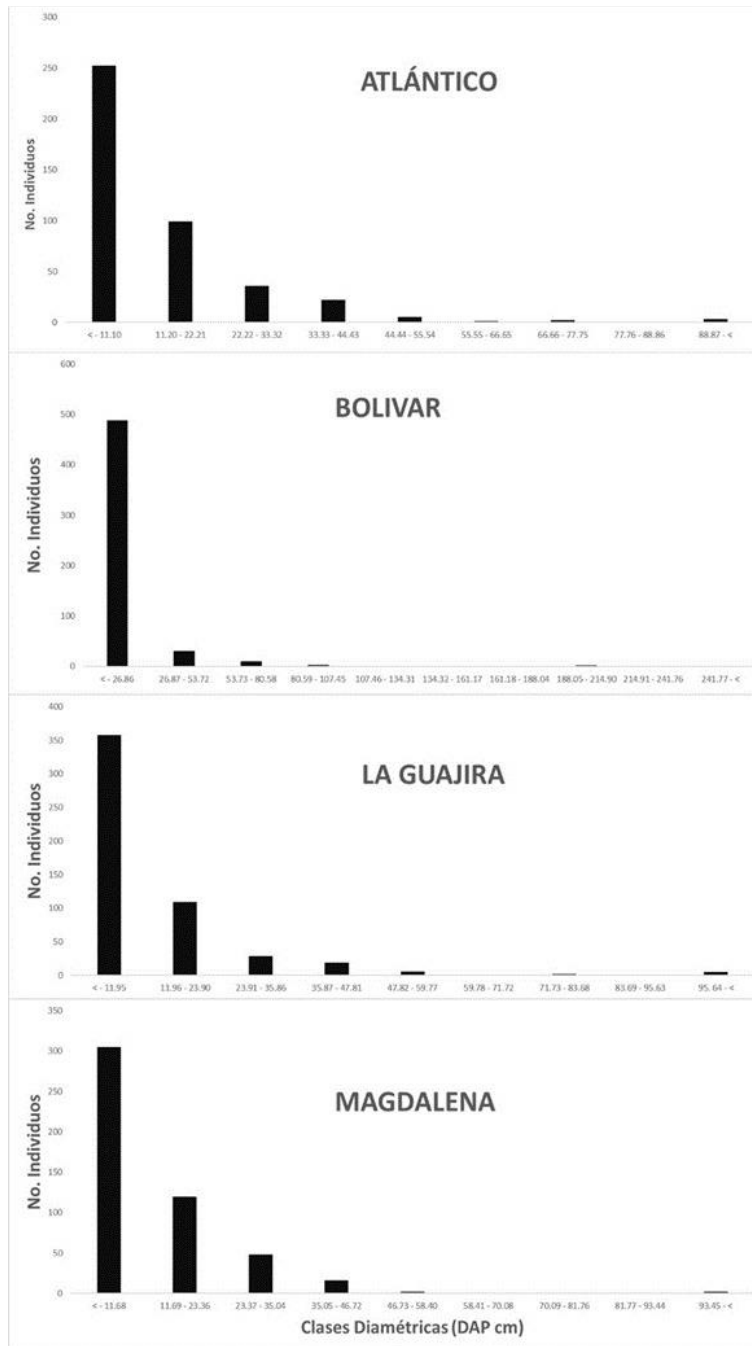 300
ATLÁNTICO
250
200
No. Individuos
150
100
50
0
< - 11.10 11.20 - 22.21 22.22 - 33.32 33.33 - 44.43 44.44 - 55.54 55.55 - 66.65 66.66 - 77.75 77.76 - 88.86 88.87 - <
600
BOLIVAR
500
400
No. Individuos
300
200
100
0
< - 26.86 26.87 - 53.72 53.73 - 80.58 80.59 - 107.45 107.46 - 134.31 134.32 - 161.17 161.18 - 188.04 188.05 - 214.90 214.91 - 241.76 241.77 - <
400
350
LA GUAJIRA
300
250
No. Individuos
200
150
100
50
0
< - 11.95 11.96 - 23.90 23.91 - 35.86 35.87 - 47.81 47.82 - 59.77 59.78 - 71.72 71.73 - 83.68 83.69 - 95.63 95. 64 - <
350
300
MAGDALENA
250
200
No. Individuos
150
100
50
0
< - 11.68 11.69 - 23.36 23.37 - 35.04 35.05 - 46.72 46.73 - 58.40 58.41 - 70.08 70.09 - 81.76 81.77 - 93.44 93.45 - <
Clases Diamétricas (DAP cm)